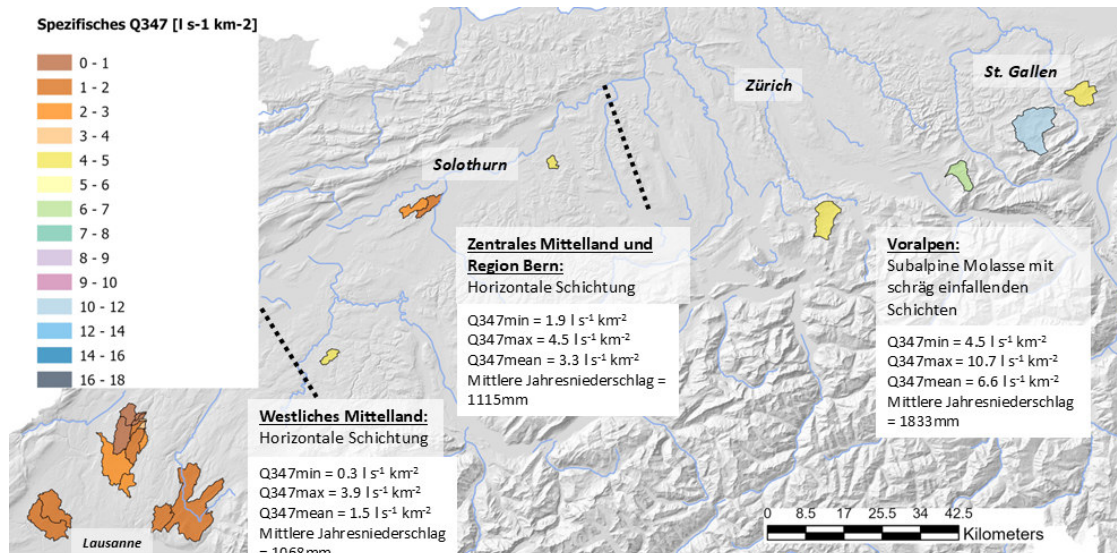 Spezifisches Q347 [l s-1 km-2]
0 - 1
1 - 2
2 - 3
3 - 4
4 - 5
5 - 6
6 - 7
7 - 8
8 - 9
9 - 10
10 - 12
12 - 14
14 - 16
16 - 18
St. Gallen
Zürich
Solothurn
Lausanne
Westliches Mittelland:
Horizontale Schichtung
Q347min = 0.3 l s⁻¹ km⁻²
Q347max = 3.9 l s⁻¹ km⁻²
Q347mean = 1.5 l s⁻¹ km⁻²
Mittlere Jahresniederschlag
= 1068mm
Zentrales Mittelland und
Region Bern:
Horizontale Schichtung
Q347min = 1.9 l s⁻¹ km⁻²
Q347max = 4.5 l s⁻¹ km⁻²
Q347mean = 3.3 l s⁻¹ km⁻²
Mittlere Jahresniederschlag =
1115mm
Voralpen:
Subalpine Molasse mit
schräg einfallenden
Schichten
Q347min = 4.5 l s⁻¹ km⁻²
Q347max = 10.7 l s⁻¹ km⁻²
Q347mean = 6.6 l s⁻¹ km⁻²
Mittlere Jahresniederschlag
= 1833mm
0 8.5 17 25.5 34 42.5
Kilometers